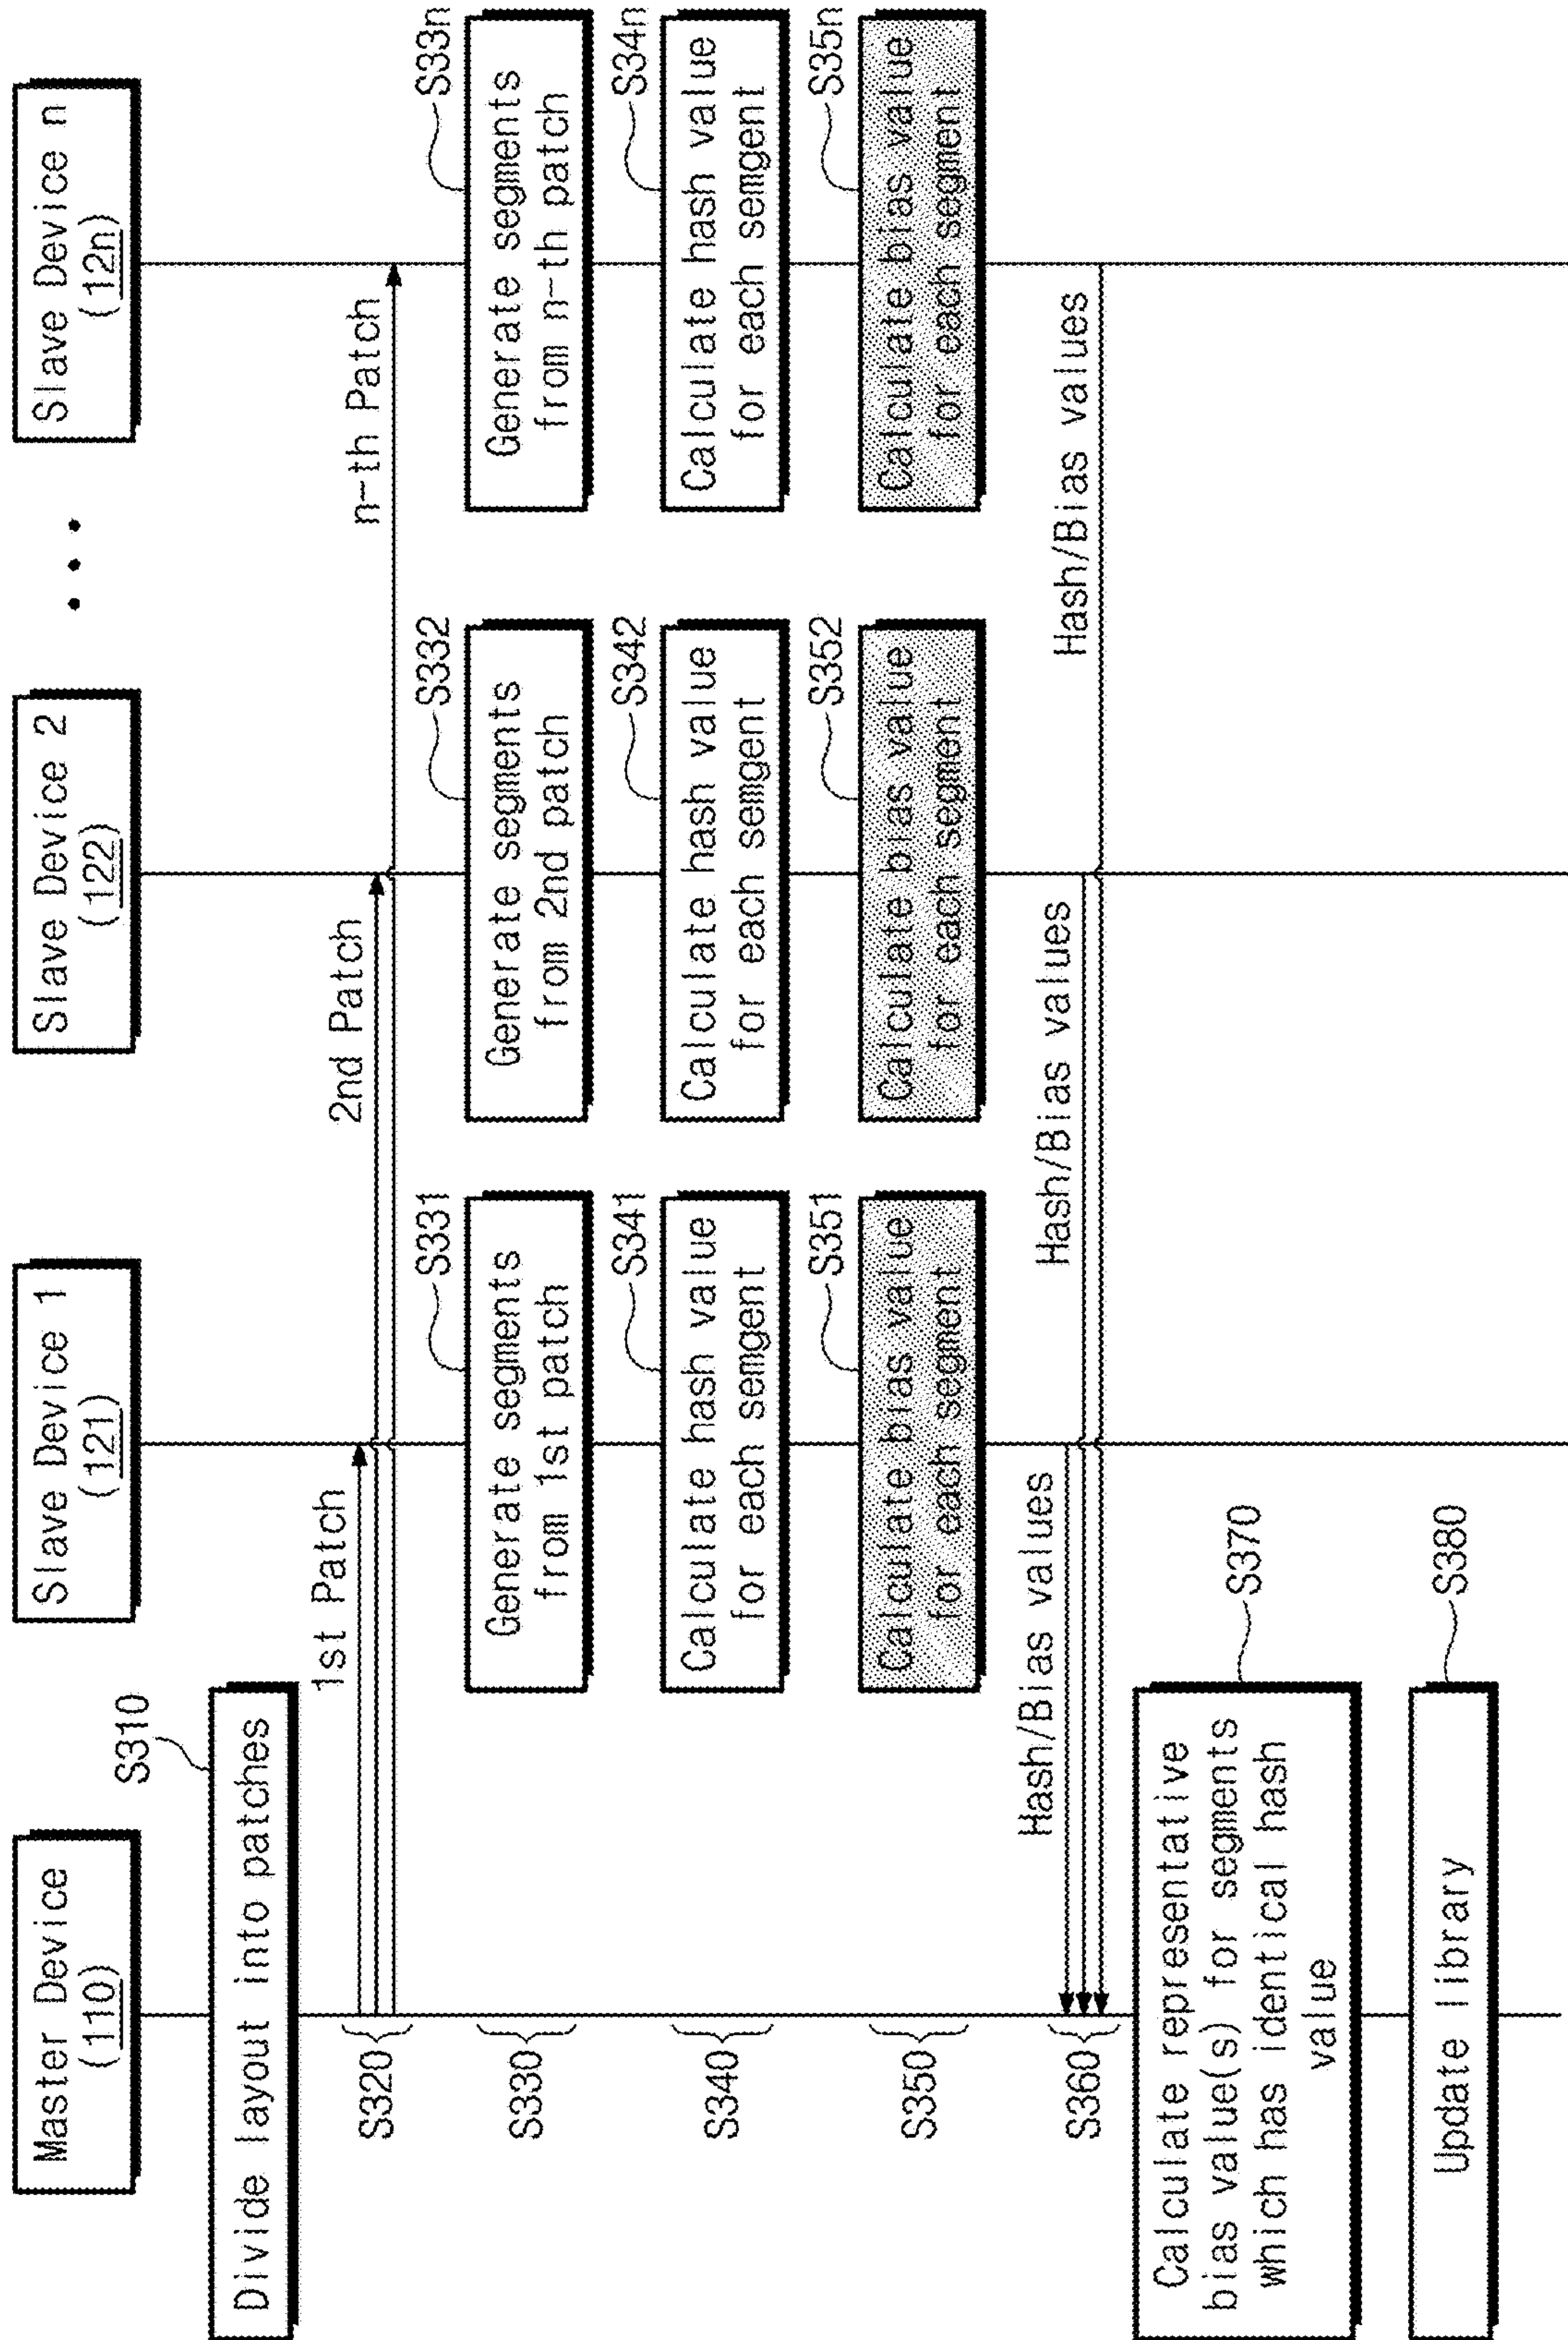 Master Device
(110)
Slave Device 1
(121)
Slave Device 2
(122)
• • •
Slave Device n
(12n)
S310
Divide layout into patches
S320
1st Patch
2nd Patch
n-th Patch
S330
S331
Generate segments
from 1st patch
S332
Generate segments
from 2nd patch
S33n
Generate segments
from n-th patch
S340
S341
Calculate hash value
for each semgent
S342
Calculate hash value
for each semgent
S34n
Calculate hash value
for each semgent
S350
S351
Calculate bias value
for each segment
S352
Calculate bias value
for each segment
S35n
Calculate bias value
for each segment
S360
Hash/Bias values
Hash/Bias values
Hash/Bias values
Calculate representative
bias value(s) for segments
which has identical hash
value
S370
Update library
S380